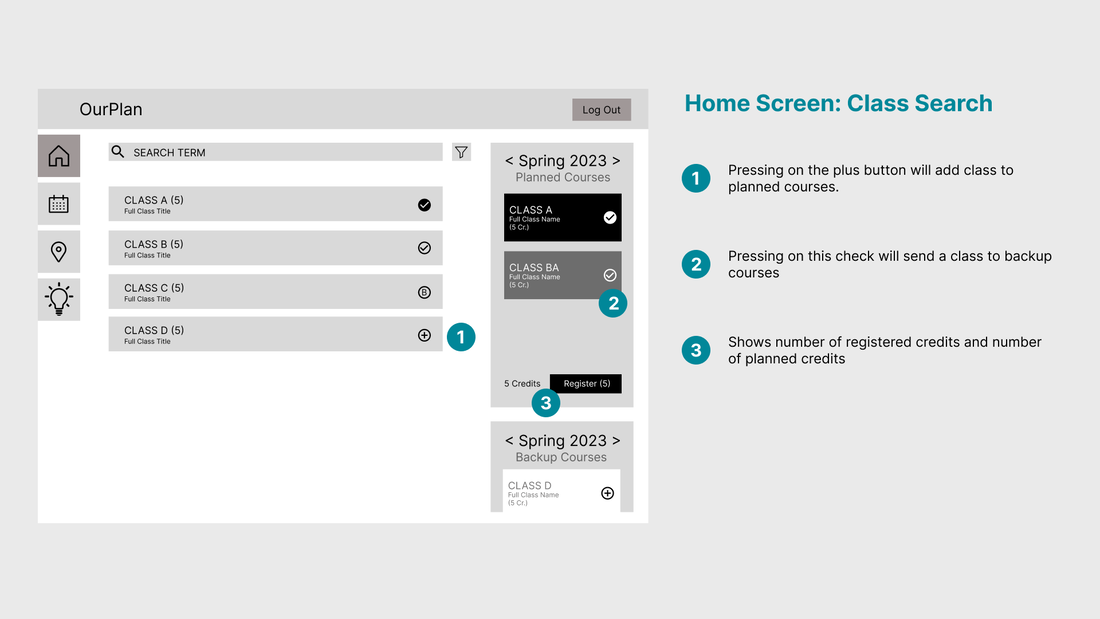 OurPlan
Log Out
SEARCH TERM
CLASS A (5)
Full Class Title
CLASS B (5)
Full Class Title
CLASS C (5)
Full Class Title
B
CLASS D (5)
Full Class Title
1
< Spring 2023 >
Planned Courses
CLASS A
Full Class Name
(5 Cr.)
CLASS BA
Full Class Name
(5 Cr.)
2
5 Credits
Register (5)
3
< Spring 2023 >
Backup Courses
CLASS D
Full Class Name
(5 Cr.)
Home Screen: Class Search
1
Pressing on the plus button will add class to
planned courses.
2
Pressing on this check will send a class to backup
courses
3
Shows number of registered credits and number
of planned credits